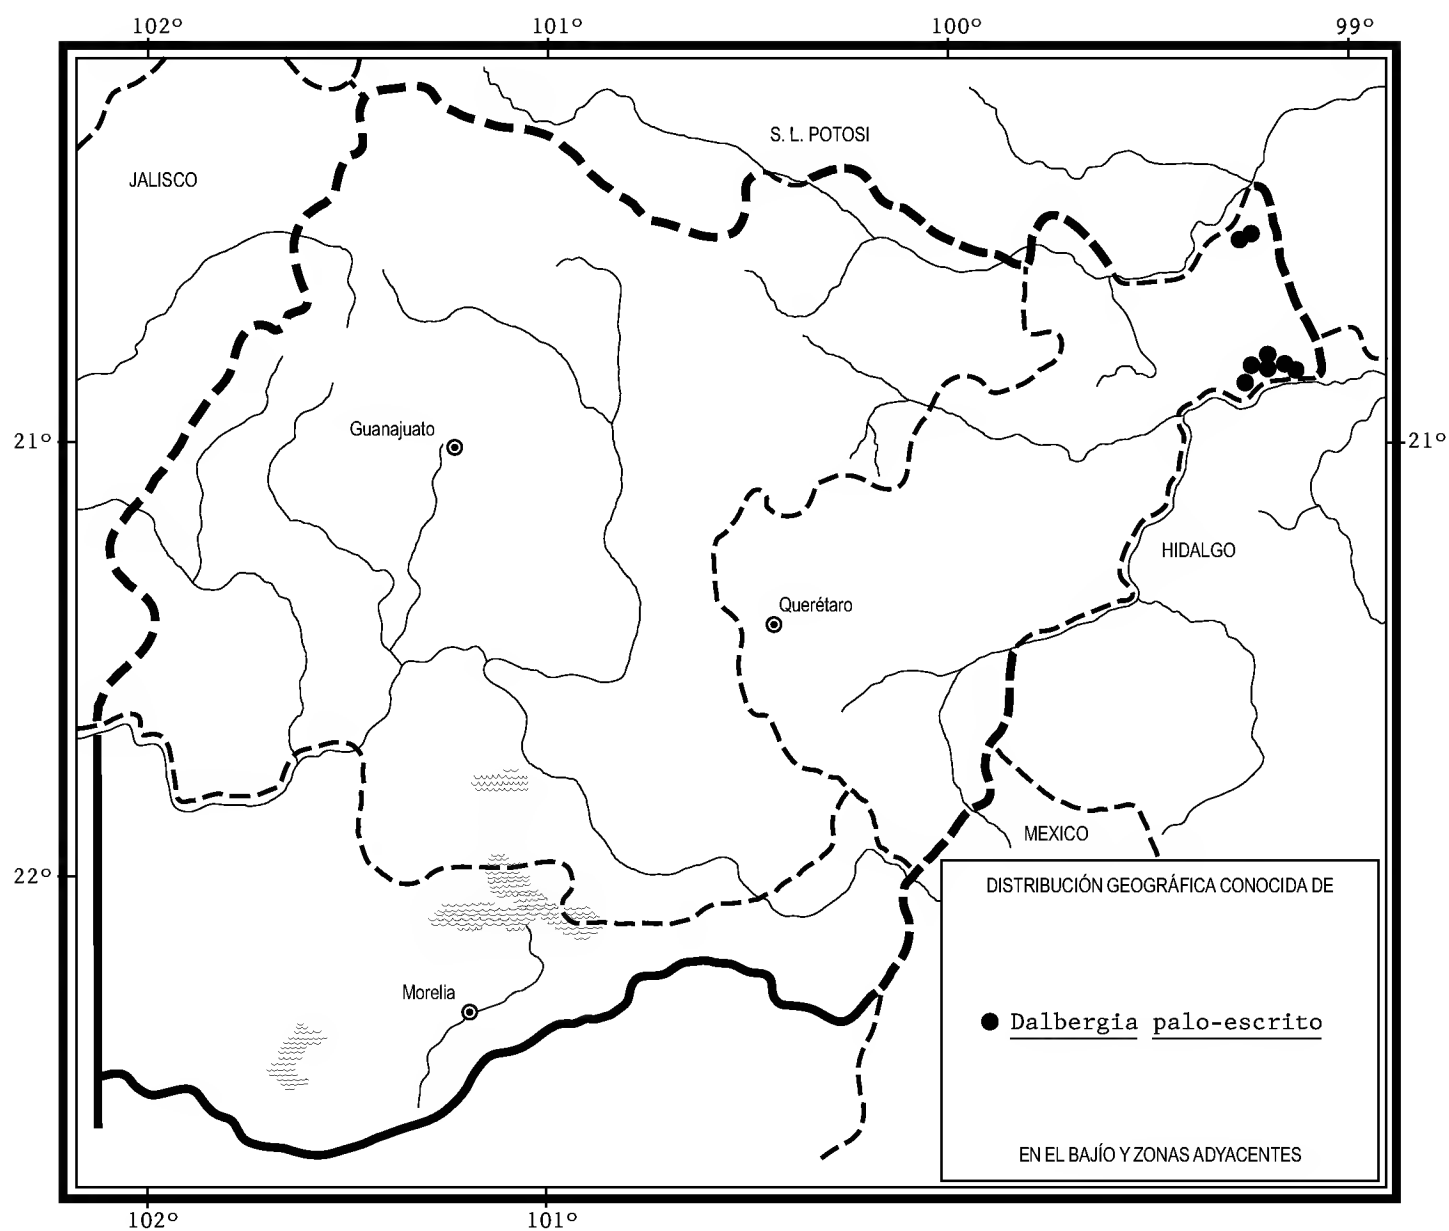 102° 101° 100° 99°
S. L. POTOSI
JALISCO
Guanajuato
21° 21°
HIDALGO
Querétaro
MEXICO
22°
DISTRIBUCIÓN GEOGRÁFICA CONOCIDA DE
Morelia
Dalbergia palo-escrito
EN EL BAJÍO Y ZONAS ADYACENTES
102° 101°